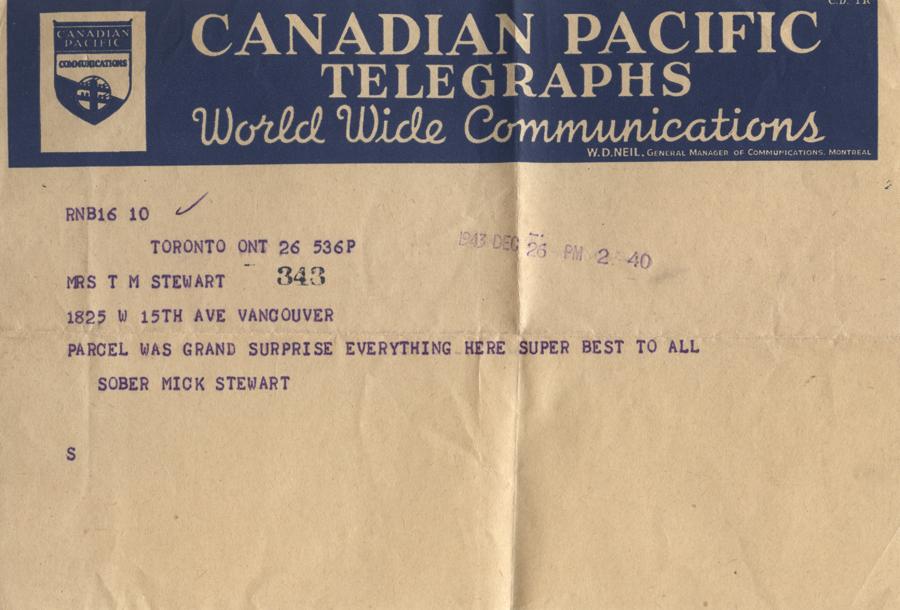 C.D. 1R
CANADIAN
PACIFIC
COMMUNICATIONS
CANADIAN PACIFIC
TELEGRAPHS
World Wide Communications
W.D.NEIL, GENERAL MANAGER OF COMMUNICATIONS, MONTREAL
RNB16 10
TORONTO ONT 26 536P
1943 DEC 26 PM 2 40
MRS T M STEWART 343
1825 W 15TH AVE VANCOUVER
PARCEL WAS GRAND SURPRISE EVERYTHING HERE SUPER BEST TO ALL
SOBER MICK STEWART
S